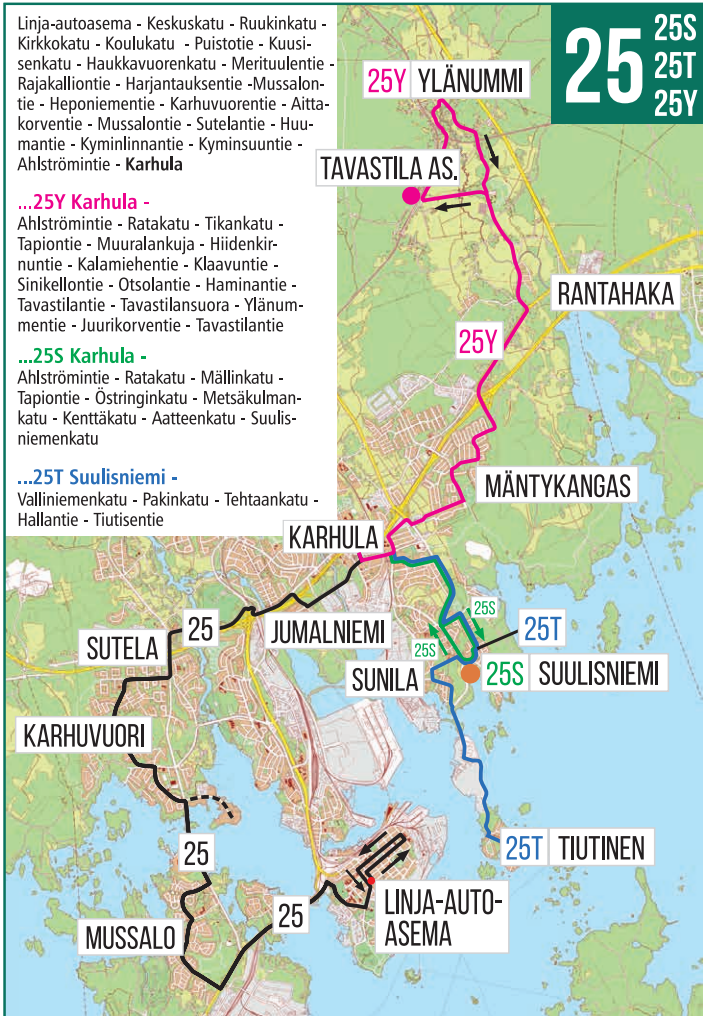 Linja-autoasema - Keskuskatu - Ruukinkatu -
Kirkkokatu - Koulukatu - Puistotie - Kuusi-
senkatu - Haukkavuorenkatu - Merituulentie -
Rajakalliontie - Harjantauksentie -Mussalon-
tie - Heponiementie - Karhuvuorentie - Aitta-
korventie - Mussalontie - Sutelantie - Huu-
mantie - Kyminlinnantie - Kyminsuuntie -
Ahlströmintie - Karhula
...25Y Karhula -
Ahlströmintie - Ratakatu - Tikankatu -
Tapiontie - Muuralankuja - Hiidenkir-
nuntie - Kalamiehentie - Klaavuntie -
Sinikellontie - Otsolantie - Haminantie -
Tavastilantie - Tavastilansuora - Ylänum-
mentie - Juurikorventie - Tavastilantie
...25S Karhula -
Ahlströmintie - Ratakatu - Mällinkatu -
Tapiontie - Östringinkatu - Metsäkulman-
katu - Kenttäkatu - Aatteenkatu - Suulis-
niemenkatu
...25T Suulisniemi -
Valliniemenkatu - Pakinkatu - Tehtaankatu -
Hallantie - Tiutisentie
25
25S
25T
25Y
25Y YLÄNUMMI
TAVASTILA AS.
RANTAHAKA
25Y
MÄNTYKANGAS
KARHULA
25S
25
JUMALNIEMI
25T
SUTELA
25S
SUNILA
25S SUULISNIEMI
KARHUVUORI
25
25T TIUTINEN
25
LINJA-AUTO-
ASEMA
MUSSALO